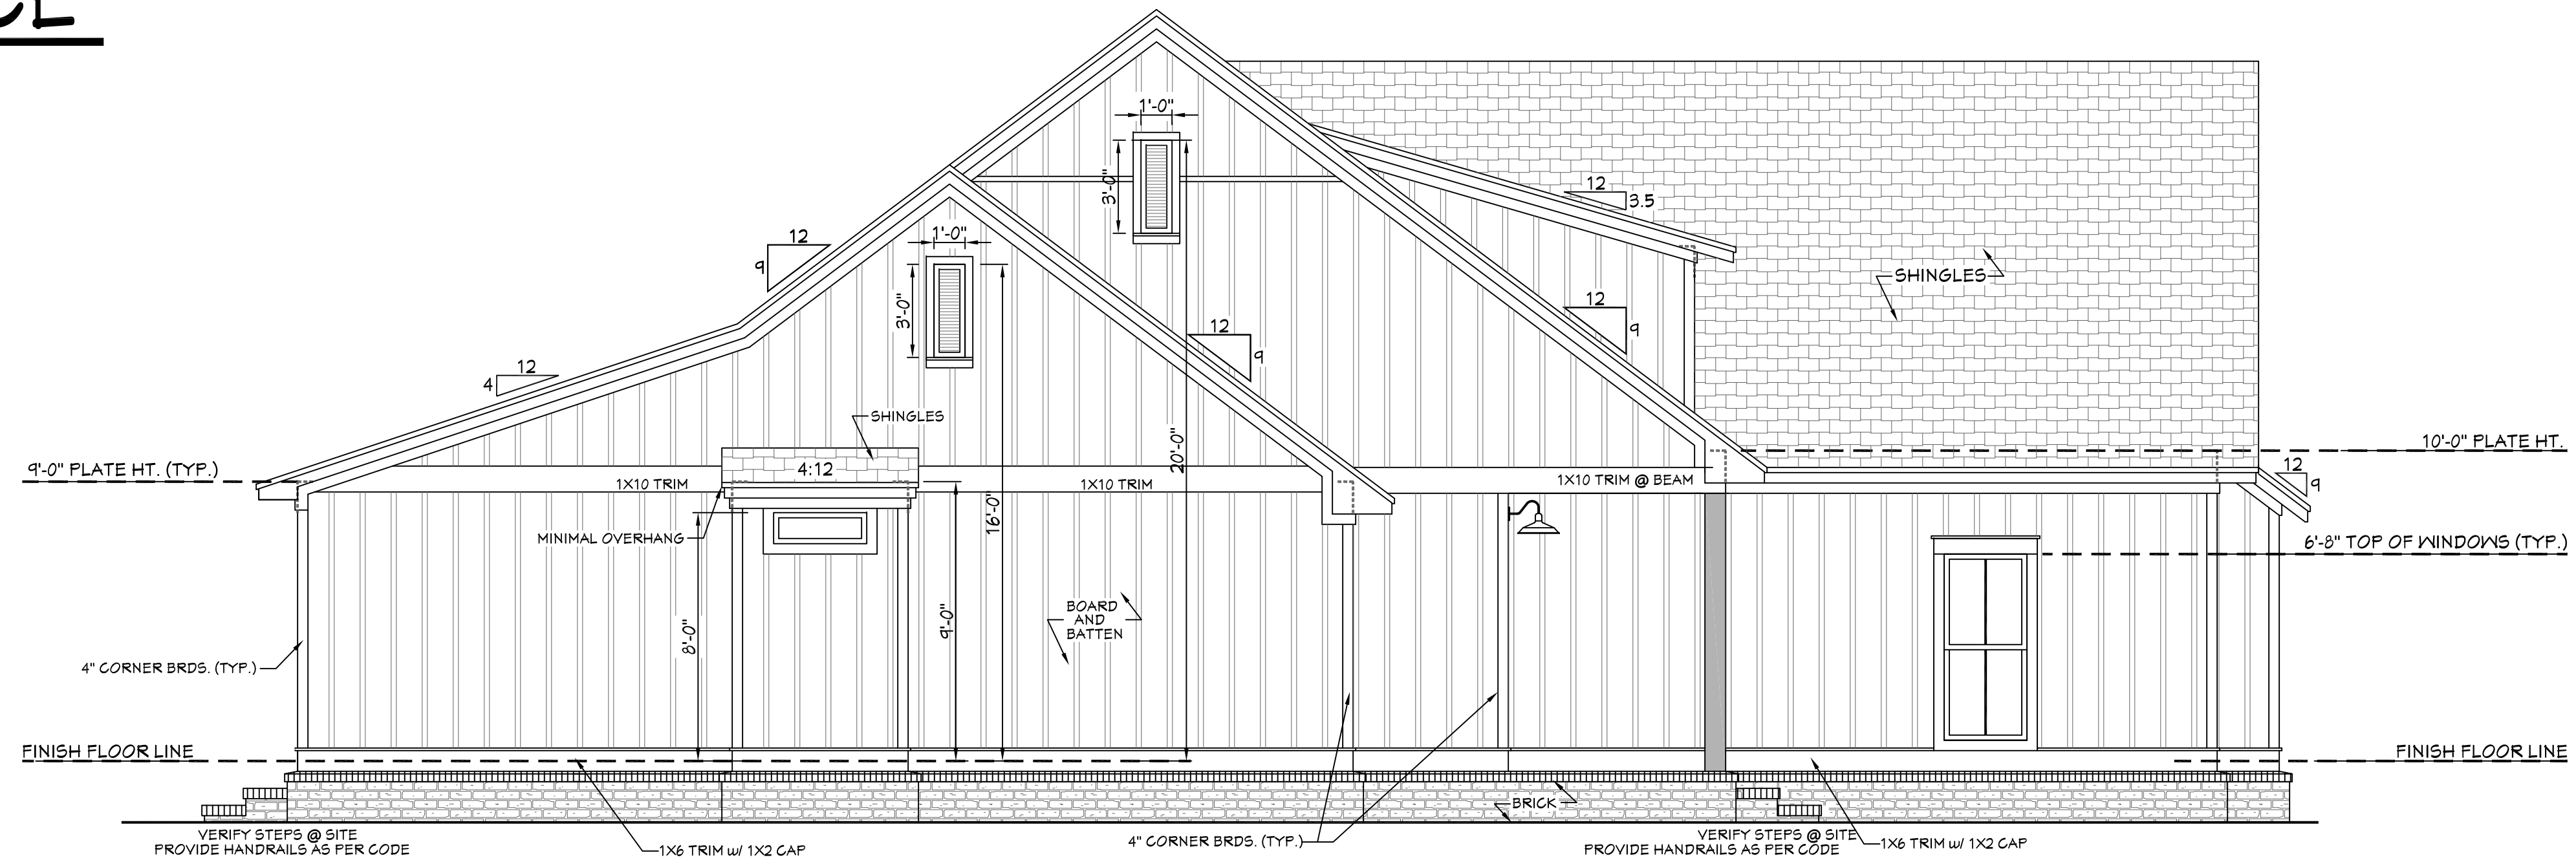 1'-0"
3'-0"
12
3.5
12
9
1'-0"
SHINGLES
3'-0"
12
9
12
9
12
4
SHINGLES
10'-0" PLATE HT.
20'-0"
9'-0" PLATE HT. (TYP.)
4:12
12
9
1X10 TRIM
1X10 TRIM
1X10 TRIM @ BEAM
16'-0"
MINIMAL OVERHANG
6'-8" TOP OF WINDOWS (TYP.)
BOARD
AND
BATTEN
9'-0"
8'-0"
4" CORNER BRDS. (TYP.)
FINISH FLOOR LINE
FINISH FLOOR LINE
BRICK
VERIFY STEPS @ SITE
PROVIDE HANDRAILS AS PER CODE
1X6 TRIM w/ 1X2 CAP
4" CORNER BRDS. (TYP.)
VERIFY STEPS @ SITE
PROVIDE HANDRAILS AS PER CODE
1X6 TRIM w/ 1X2 CAP